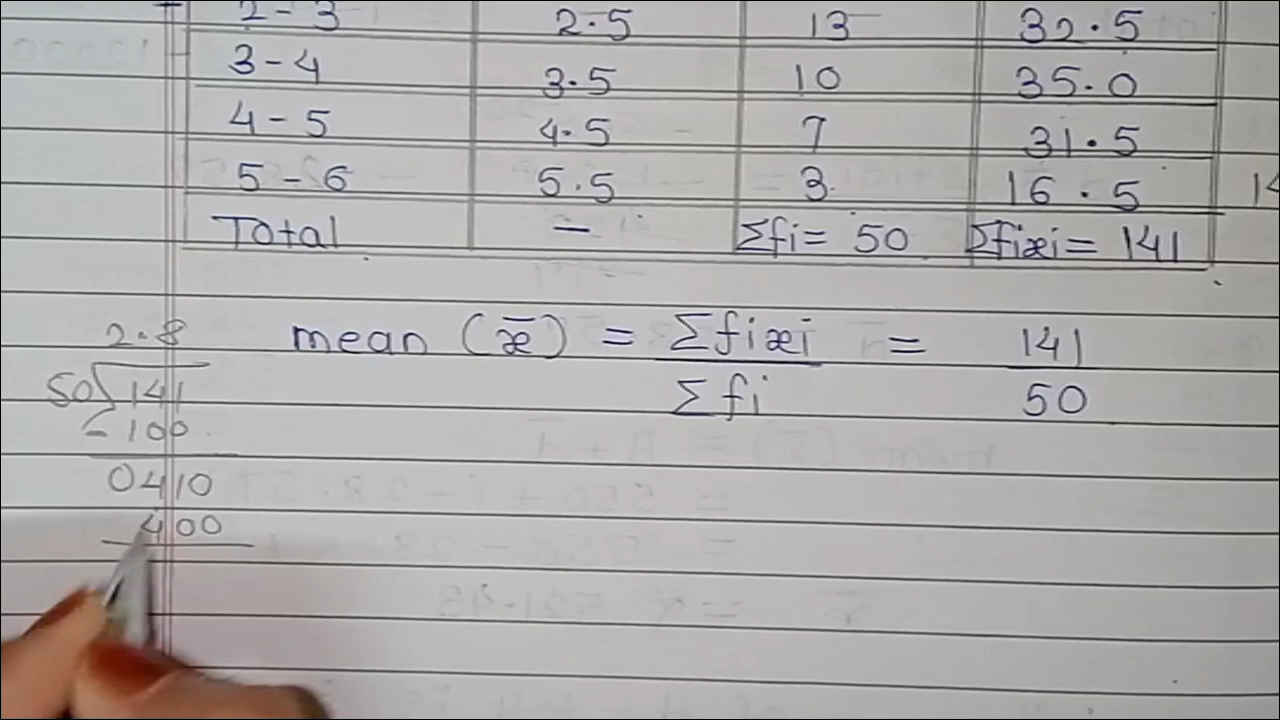 2-3 2.5 13 32.5
3-4 3.5 10 35.0
4-5 4.5 7 31.5
5-6 5.5 3 16.5 14
Total - Σfi= 50 Σfixi= 141
mean (x̄) = Σfixi / Σfi = 141 / 50
2.8
50)141
-100
0410
400